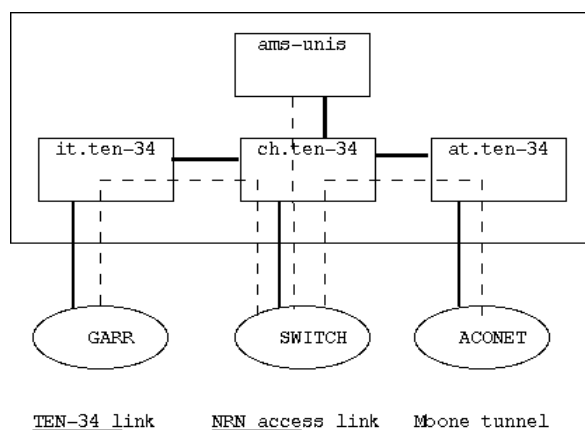 ams-unis
it.ten-34 ch.ten-34 at.ten-34
GARR SWITCH ACONET
TEN-34 link NRN access link Mbone tunnel